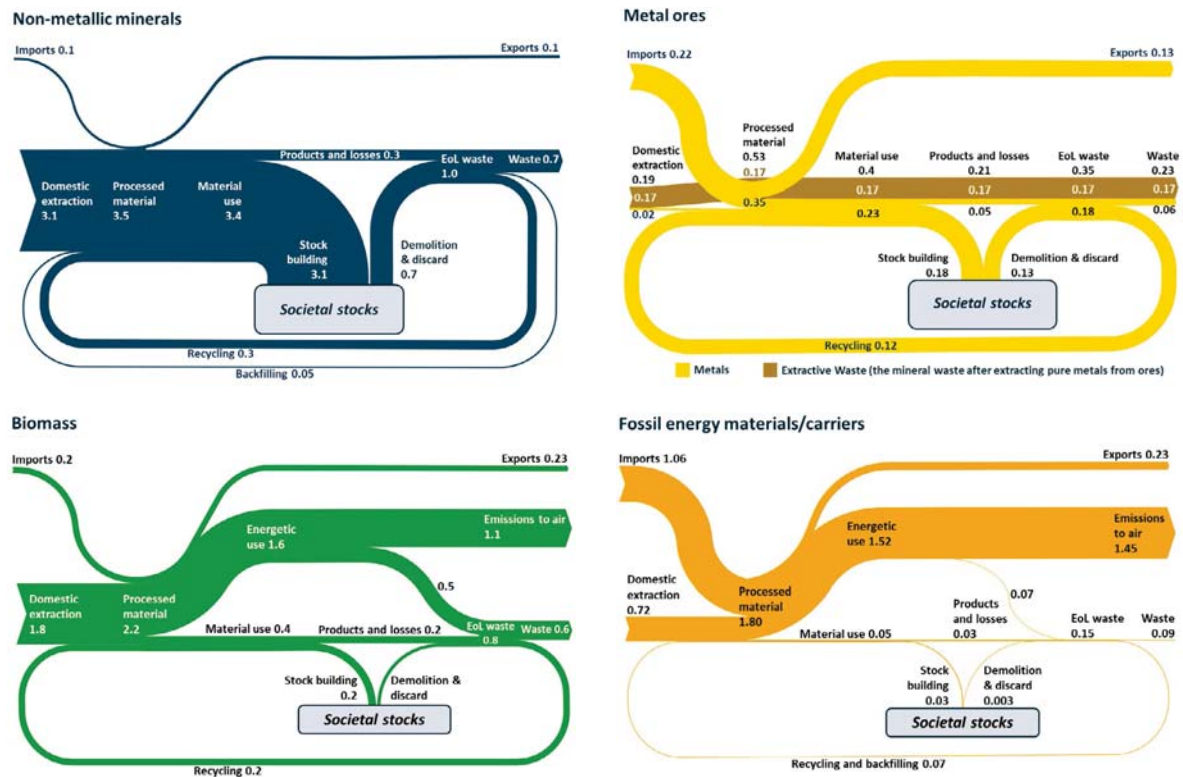 Non-metallic minerals
Imports 0.1
Exports 0.1
Products and losses 0.3
EoL waste
1.0
Waste 0.7
Domestic
extraction
3.1
Processed
material
3.5
Material
use
3.4
Stock
building
3.1
Demolition
& discard
0.7
Societal stocks
Recycling 0.3
Backfilling 0.05
Metal ores
Imports 0.22
Exports 0.13
Domestic
extraction
0.19
0.17
0.02
Processed
material
0.53
0.17
0.35
Material use
0.4
0.17
0.23
Products and losses
0.21
0.17
0.05
EoL waste
0.35
0.17
0.18
Waste
0.23
0.17
0.06
Stock building
0.18
Demolition & discard
0.13
Societal stocks
Recycling 0.12
Metals
Extractive Waste (the mineral waste after extracting pure metals from ores)
Biomass
Imports 0.2
Exports 0.23
Energetic
use 1.6
Emissions to air
1.1
0.5
Domestic
extraction
1.8
Processed
material
2.2
Material use 0.4
Products and losses 0.2
EoL waste
0.8
Waste 0.6
Stock building
0.2
Demolition &
discard
Societal stocks
Recycling 0.2
Fossil energy materials/carriers
Imports 1.06
Exports 0.23
Energetic
use 1.52
Emissions
to air
1.45
Domestic
extraction
0.72
Processed
material
1.80
0.07
Material use 0.05
Products
and losses
0.03
EoL waste
0.15
Waste
0.09
Stock
building
0.03
Demolition
& discard
0.003
Societal stocks
Recycling and backfilling 0.07